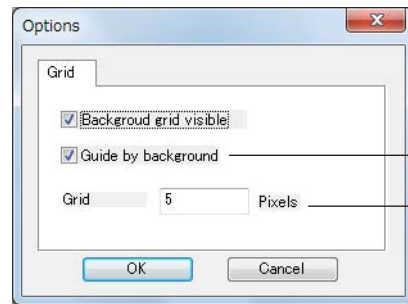 Options
Grid
Backgroud grid visible
Guide by background
Grid 5 Pixels
OK Cancel